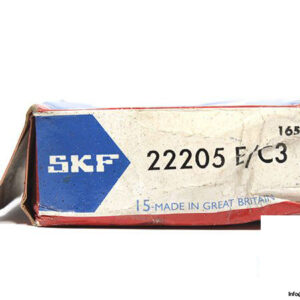 165
SKF 22205 E/C3
15-MADE IN GREAT BRITAIN